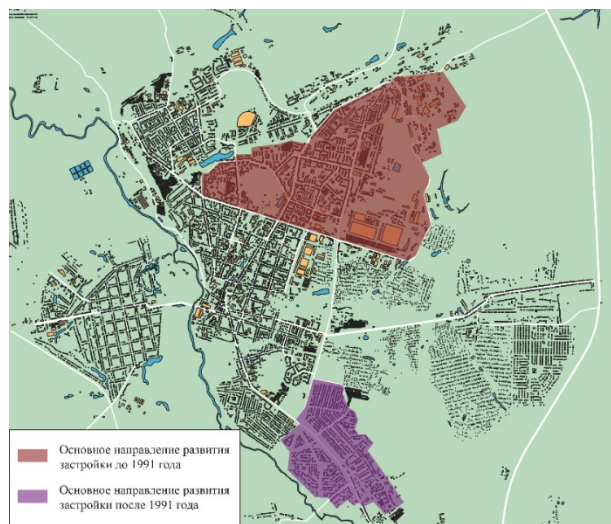 Основное направление развития
застройки до 1991 года
Основное направление развития
застройки после 1991 года